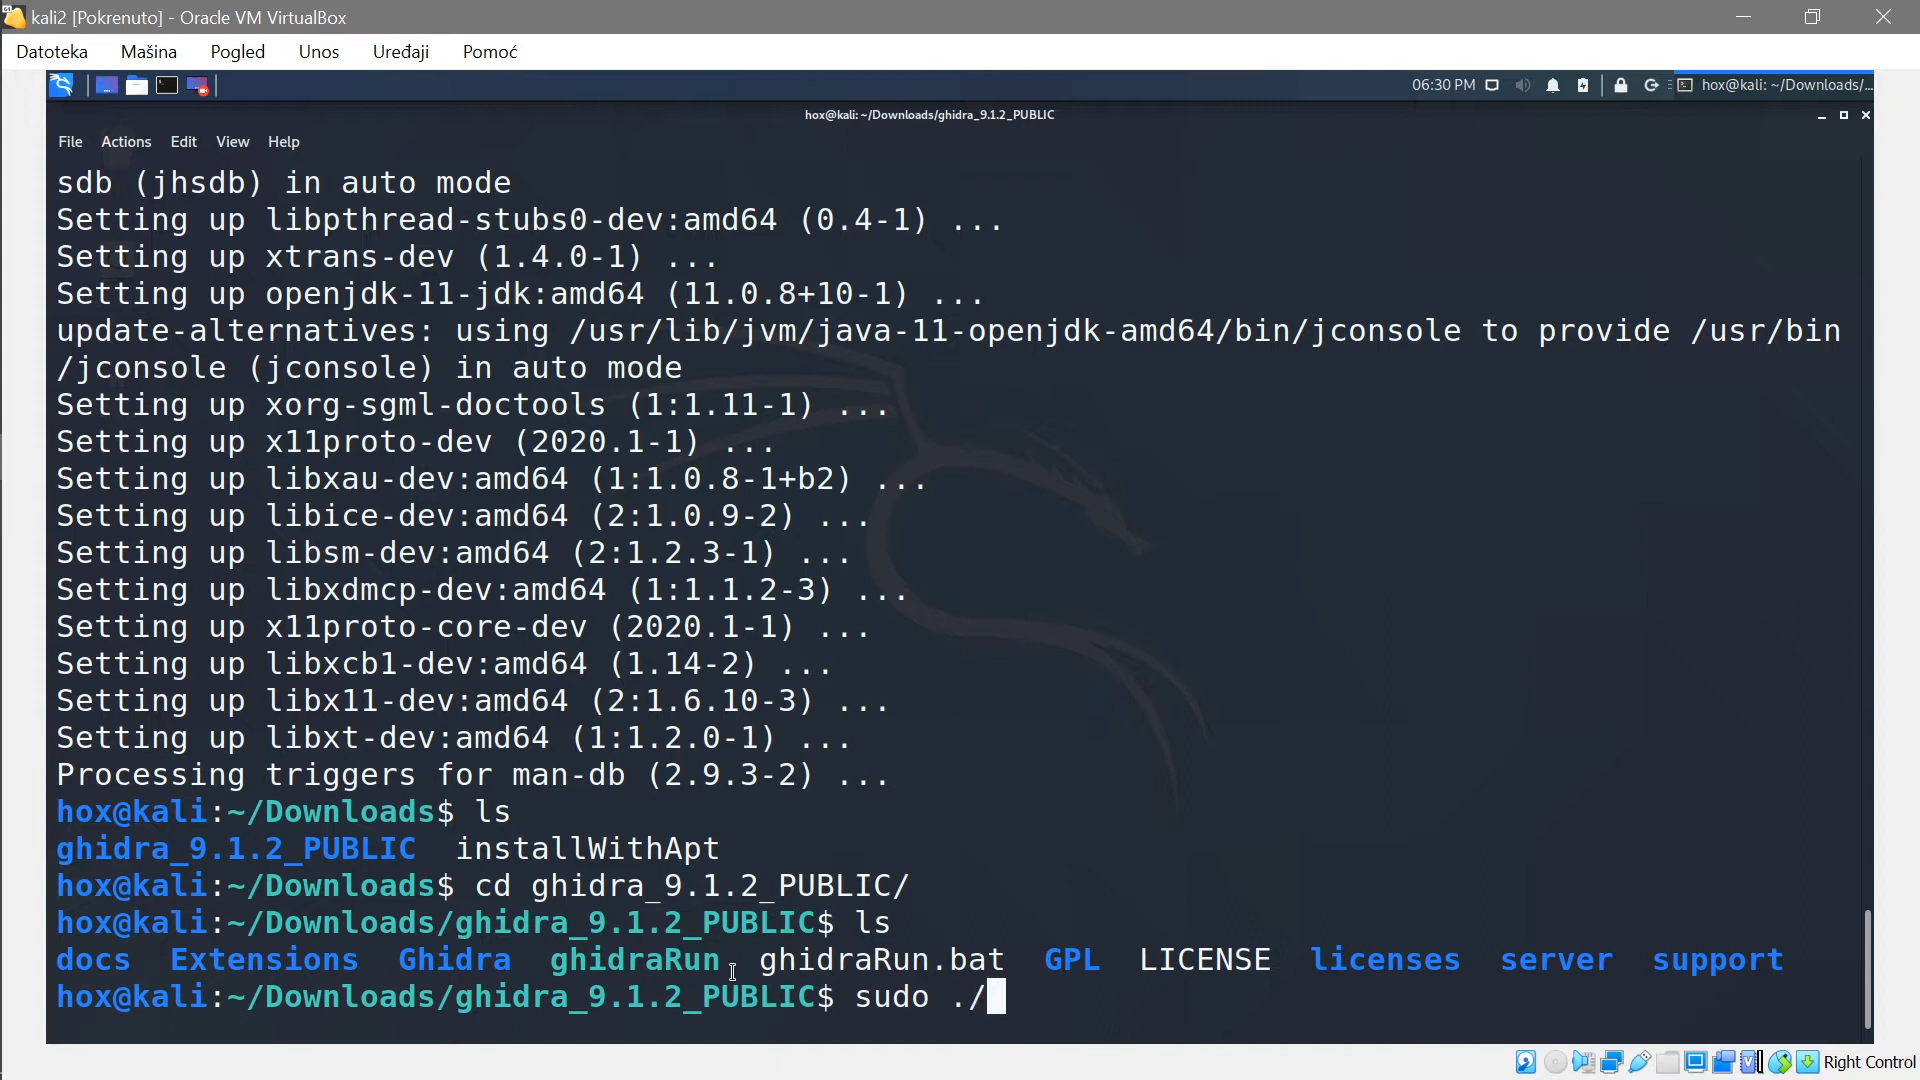 kali2 [Pokrenuto] - Oracle VM VirtualBox
Datoteka Mašina Pogled Unos Uređaji Pomoć
06:30 PM hox@kali: ~/Downloads/...
hox@kali: ~/Downloads/ghidra_9.1.2_PUBLIC
File Actions Edit View Help
sdb (jhsdb) in auto mode
Setting up libpthread-stubs0-dev:amd64 (0.4-1) ...
Setting up xtrans-dev (1.4.0-1) ...
Setting up openjdk-11-jdk:amd64 (11.0.8+10-1) ...
update-alternatives: using /usr/lib/jvm/java-11-openjdk-amd64/bin/jconsole to provide /usr/bin
/jconsole (jconsole) in auto mode
Setting up xorg-sgml-doctools (1:1.11-1) ...
Setting up x11proto-dev (2020.1-1) ...
Setting up libxau-dev:amd64 (1:1.0.8-1+b2) ...
Setting up libice-dev:amd64 (2:1.0.9-2) ...
Setting up libsm-dev:amd64 (2:1.2.3-1) ...
Setting up libxdmcp-dev:amd64 (1:1.1.2-3) ...
Setting up x11proto-core-dev (2020.1-1) ...
Setting up libxcb1-dev:amd64 (1.14-2) ...
Setting up libx11-dev:amd64 (2:1.6.10-3) ...
Setting up libxt-dev:amd64 (1:1.2.0-1) ...
Processing triggers for man-db (2.9.3-2) ...
hox@kali:~/Downloads$ ls
ghidra_9.1.2_PUBLIC installWithApt
hox@kali:~/Downloads$ cd ghidra_9.1.2_PUBLIC/
hox@kali:~/Downloads/ghidra_9.1.2_PUBLIC$ ls
docs Extensions Ghidra ghidraRun ghidraRun.bat GPL LICENSE licenses server support
hox@kali:~/Downloads/ghidra_9.1.2_PUBLIC$ sudo ./
Right Control